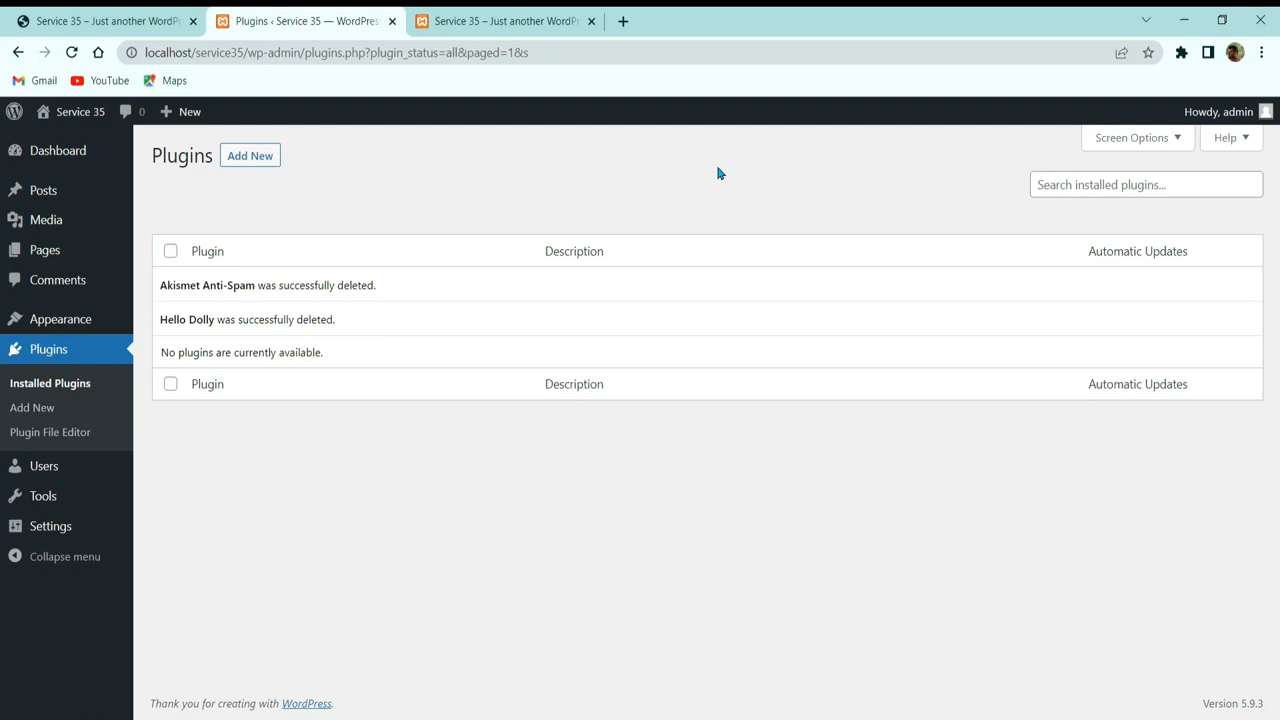 Service 35 – Just another WordPr
Plugins ‹ Service 35 — WordPres
Service 35 – Just another WordPr
localhost/service35/wp-admin/plugins.php?plugin_status=all&paged=1&s
Gmail
YouTube
Maps
Service 35
0
New
Howdy, admin
Screen Options
Help
Plugins
Add New
Search installed plugins...
Dashboard
Posts
Media
Pages
Comments
Appearance
Plugins
Installed Plugins
Add New
Plugin File Editor
Users
Tools
Settings
Collapse menu
Plugin
Description
Automatic Updates
Akismet Anti-Spam was successfully deleted.
Hello Dolly was successfully deleted.
No plugins are currently available.
Plugin
Description
Automatic Updates
Thank you for creating with WordPress.
Version 5.9.3